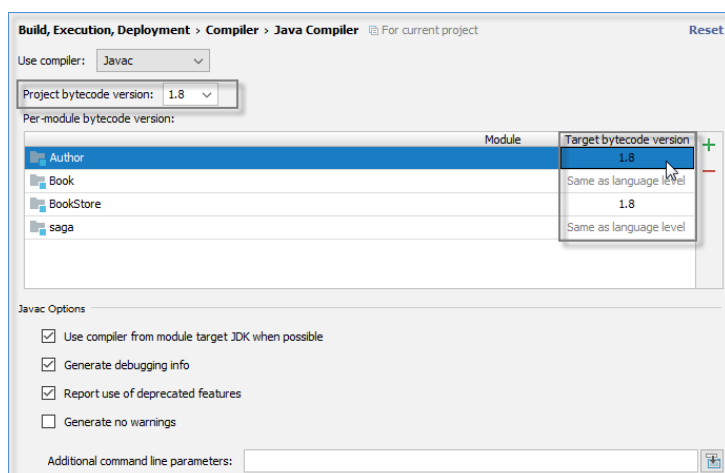 Build, Execution, Deployment › Compiler › Java Compiler For current project Reset
Use compiler: Javac
Project bytecode version: 1.8
Per-module bytecode version:
Module Target bytecode version
Author 1.8
Book Same as language level
BookStore 1.8
saga Same as language level
Javac Options
Use compiler from module target JDK when possible
Generate debugging info
Report use of deprecated features
Generate no warnings
Additional command line parameters: